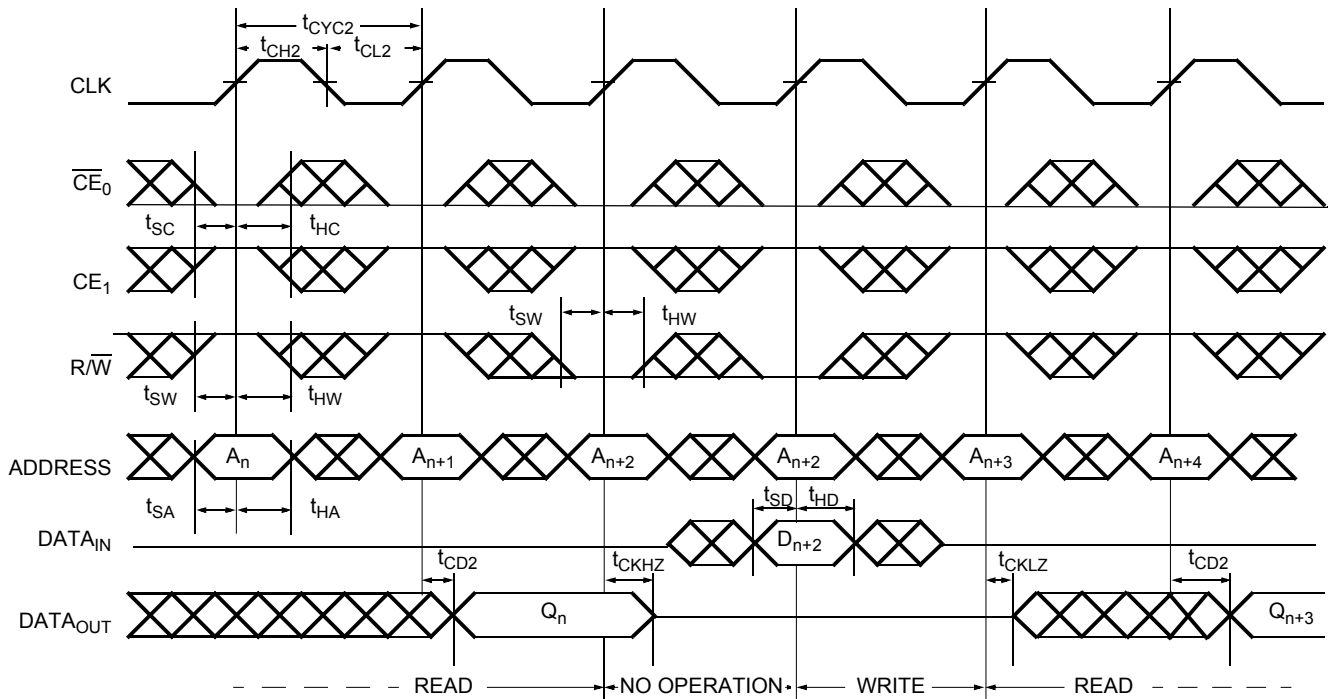 tCYC2
tCH2 tCL2
CLK
CE0
tSC tHC
CE1
tSW tHW
R/W
tSW tHW
ADDRESS An An+1 An+2 An+2 An+3 An+4
tSA tHA tSD tHD
DATAIN Dn+2
tCD2 tCKHZ tCKLZ tCD2
DATAOUT Qn Qn+3
READ NO OPERATION WRITE READ